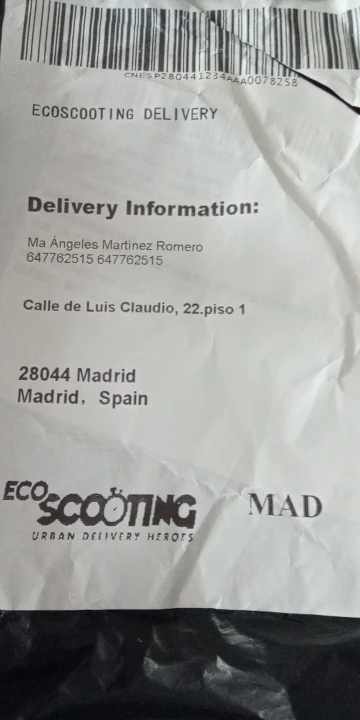 CNESP280441234AAA0078258
ECOSCOOTING DELIVERY
Delivery Information:
Ma Ángeles Martinez Romero
647762515 647762515
Calle de Luis Claudio, 22.piso 1
28044 Madrid
Madrid, Spain
ECO
SCOOTING
URBAN DELIVERY HEROES
MAD